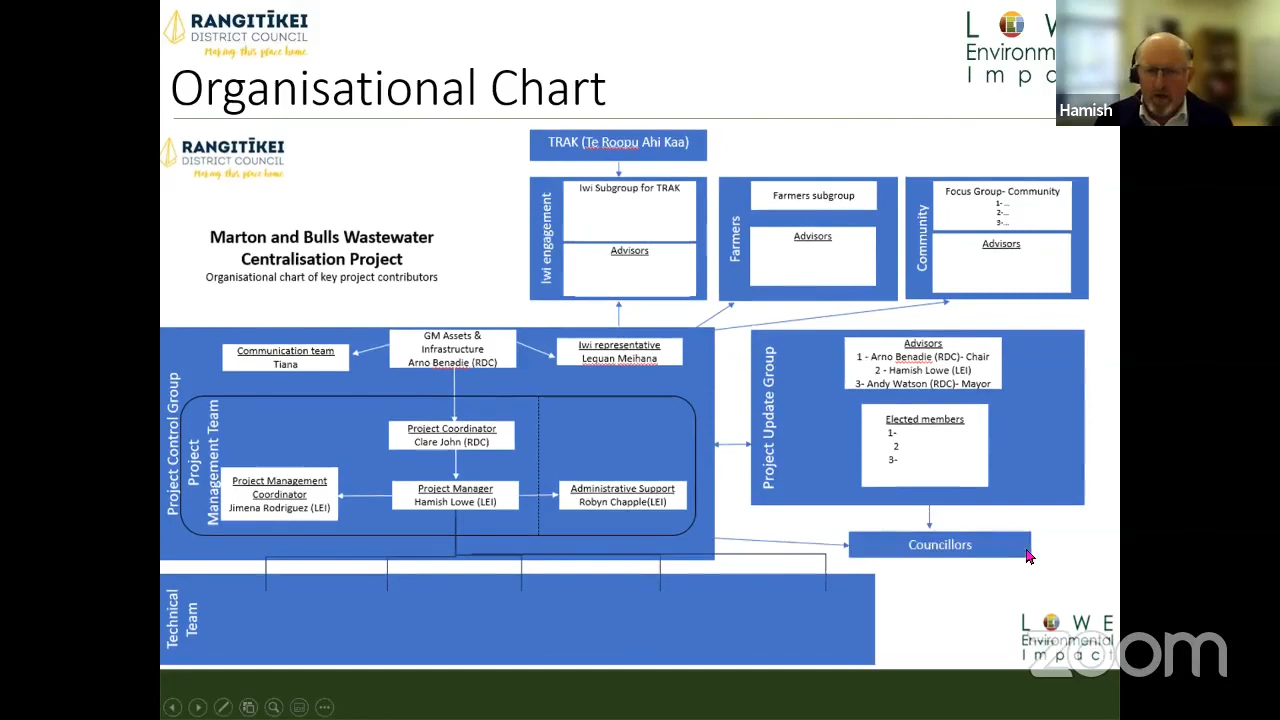 RANGITĪKEI
DISTRICT COUNCIL
Making this place home
L O W
Environmental
I m p a
Hamish
Organisational Chart
RANGITĪKEI
DISTRICT COUNCIL
Making this place home
TRAK (Te Roopu Ahi Kaa)
Iwi engagement
Iwi Subgroup for TRAK
Advisors
Farmers
Farmers subgroup
Advisors
Community
Focus Group- Community
1- ...
2-...
3-...
Advisors
Marton and Bulls Wastewater
Centralisation Project
Organisational chart of key project contributors
Project Control Group
Communication team
Tiana
GM Assets &
Infrastructure
Arno Benadie (RDC)
Iwi representative
Lequan Meihana
Project
Management Team
Project Coordinator
Clare John (RDC)
Project Management
Coordinator
Jimena Rodriguez (LEI)
Project Manager
Hamish Lowe (LEI)
Administrative Support
Robyn Chapple(LEI)
Project Update Group
Advisors
1 - Arno Benadie (RDC)- Chair
2 - Hamish Lowe (LEI)
3- Andy Watson (RDC)- Mayor
Elected members
1-
2
3-
Councillors
Technical
Team
L O W E
Environmental
I m p a c t
zoom